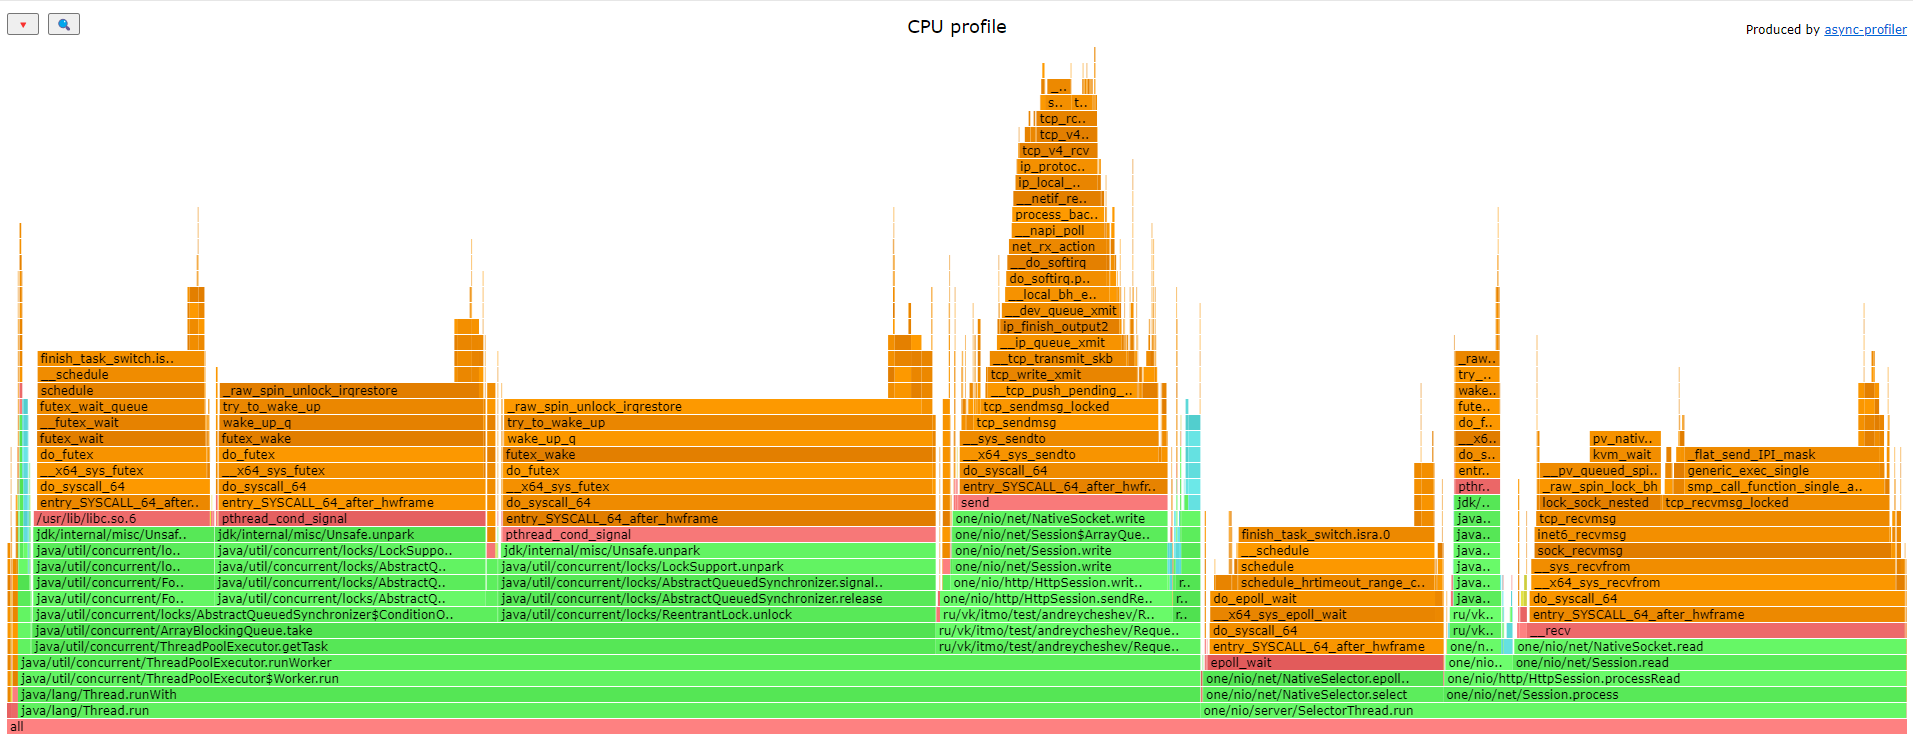 CPU profile
Produced by async-profiler
_..
s.. t..
tcp_rc..
tcp_v4..
tcp_v4_rcv
ip_protoc..
ip_local_..
__netif_re..
process_bac..
__napi_poll
net_rx_action
__do_softirq
do_softirq.p..
__local_bh_e..
__dev_queue_xmit
ip_finish_output2
__ip_queue_xmit
finish_task_switch.is.. __tcp_transmit_skb _raw..
__schedule tcp_write_xmit try_..
schedule _raw_spin_unlock_irqrestore __tcp_push_pending_.. wake..
futex_wait_queue try_to_wake_up _raw_spin_unlock_irqrestore tcp_sendmsg_locked fute..
__futex_wait wake_up_q try_to_wake_up tcp_sendmsg do_f..
futex_wait futex_wake wake_up_q __sys_sendto __x6.. pv_nativ..
do_futex do_futex futex_wake __x64_sys_sendto do_s.. kvm_wait __flat_send_IPI_mask
__x64_sys_futex __x64_sys_futex do_futex do_syscall_64 entr.. __pv_queued_spi.. generic_exec_single
do_syscall_64 do_syscall_64 __x64_sys_futex entry_SYSCALL_64_after_hwfr.. pthr.. _raw_spin_lock_bh smp_call_function_single_a..
entry_SYSCALL_64_after.. entry_SYSCALL_64_after_hwframe do_syscall_64 send jdk/.. lock_sock_nested tcp_recvmsg_locked
/usr/lib/libc.so.6 pthread_cond_signal entry_SYSCALL_64_after_hwframe one/nio/net/NativeSocket.write java.. tcp_recvmsg
jdk/internal/misc/Unsaf.. jdk/internal/misc/Unsafe.unpark pthread_cond_signal one/nio/net/Session$ArrayQue.. finish_task_switch.isra.0 java.. inet6_recvmsg
java/util/concurrent/lo.. java/util/concurrent/locks/LockSuppo.. jdk/internal/misc/Unsafe.unpark one/nio/net/Session.write __schedule java.. sock_recvmsg
java/util/concurrent/lo.. java/util/concurrent/locks/AbstractQ.. java/util/concurrent/locks/LockSupport.unpark one/nio/net/Session.write schedule java.. __sys_recvfrom
java/util/concurrent/Fo.. java/util/concurrent/locks/AbstractQ.. java/util/concurrent/locks/AbstractQueuedSynchronizer.signal.. one/nio/http/HttpSession.writ.. r.. schedule_hrtimeout_range_c.. java.. __x64_sys_recvfrom
java/util/concurrent/Fo.. java/util/concurrent/locks/AbstractQ.. java/util/concurrent/locks/AbstractQueuedSynchronizer.release one/nio/http/HttpSession.sendRe.. r.. do_epoll_wait java.. do_syscall_64
java/util/concurrent/locks/AbstractQueuedSynchronizer$ConditionO.. java/util/concurrent/locks/ReentrantLock.unlock ru/vk/itmo/test/andreycheshev/R.. r.. __x64_sys_epoll_wait ru/vk.. entry_SYSCALL_64_after_hwframe
java/util/concurrent/ArrayBlockingQueue.take ru/vk/itmo/test/andreycheshev/Reque.. do_syscall_64 ru/vk.. __recv
java/util/concurrent/ThreadPoolExecutor.getTask ru/vk/itmo/test/andreycheshev/Reque.. entry_SYSCALL_64_after_hwframe one/n.. one/nio/net/NativeSocket.read
java/util/concurrent/ThreadPoolExecutor.runWorker epoll_wait one/nio.. one/nio/net/Session.read
java/util/concurrent/ThreadPoolExecutor$Worker.run one/nio/net/NativeSelector.epoll.. one/nio/http/HttpSession.processRead
java/lang/Thread.runWith one/nio/net/NativeSelector.select one/nio/net/Session.process
java/lang/Thread.run one/nio/server/SelectorThread.run
all